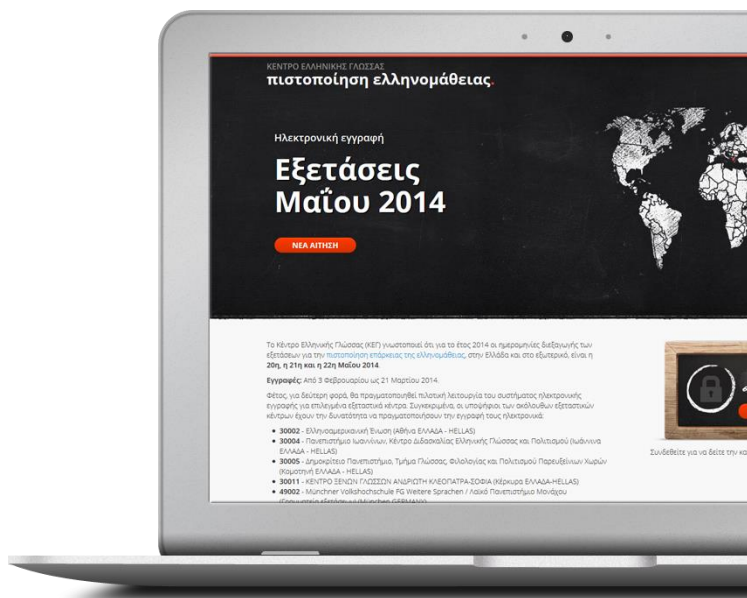 ΚΕΝΤΡΟ ΕΛΛΗΝΙΚΗΣ ΓΛΩΣΣΑΣ
πιστοποίηση ελληνομάθειας.
Ηλεκτρονική εγγραφή
Εξετάσεις
Μαΐου 2014
ΝΕΑ ΑΙΤΗΣΗ
Το Κέντρο Ελληνικής Γλώσσας (ΚΕΓ) γνωστοποιεί ότι για το έτος 2014 οι ημερομηνίες διεξαγωγής των
εξετάσεων για την πιστοποίηση επάρκειας της ελληνομάθειας, στην Ελλάδα και στο εξωτερικό, είναι η
20η, η 21η και η 22η Μαΐου 2014.
Εγγραφές: Από 3 Φεβρουαρίου ως 21 Μαρτίου 2014.
Φέτος, για δεύτερη φορά, θα πραγματοποιηθεί πιλοτική λειτουργία του συστήματος ηλεκτρονικής
εγγραφής για επιλεγμένα εξεταστικά κέντρα. Συγκεκριμένα, οι υποψήφιοι των ακόλουθων εξεταστικών
κέντρων έχουν την δυνατότητα να πραγματοποιήσουν την εγγραφή τους ηλεκτρονικά:
• 30002 - Ελληνοαμερικανική Ένωση (Αθήνα ΕΛΛΑΔΑ - HELLAS)
• 30004 - Πανεπιστήμιο Ιωαννίνων, Κέντρο Διδασκαλίας Ελληνικής Γλώσσας και Πολιτισμού (Ιωάννινα
ΕΛΛΑΔΑ - HELLAS)
• 30005 - Δημοκρίτειο Πανεπιστήμιο, Τμήμα Γλώσσας, Φιλολογίας και Πολιτισμού Παρευξείνιων Χωρών
(Κομοτηνή ΕΛΛΑΔΑ - HELLAS)
• 30011 - ΚΕΝΤΡΟ ΞΕΝΩΝ ΓΛΩΣΣΩΝ ΑΝΔΡΙΩΤΗ ΚΛΕΟΠΑΤΡΑ-ΣΟΦΙΑ (Κέρκυρα ΕΛΛΑΔΑ-HELLAS)
• 49002 - Münchner Volkshochschule FG Weitere Sprachen / Λαϊκό Πανεπιστήμιο Μονάχου
(Γραμματεία εξετάσεων) (München GERMANY)
Συνδεθείτε για να δείτε την